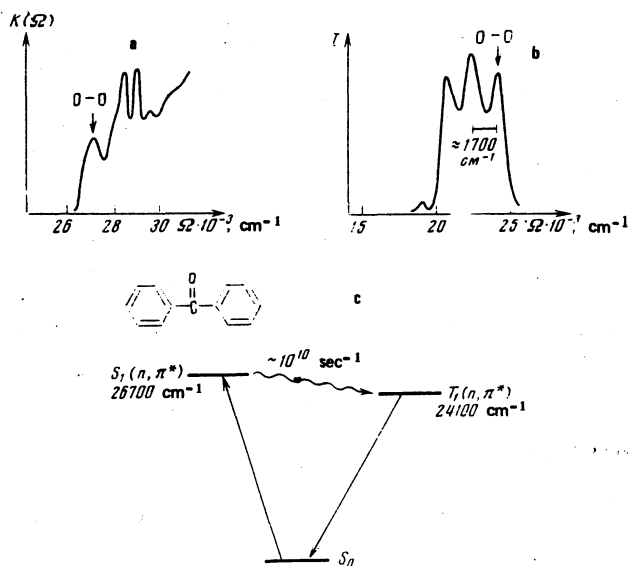 K(Ω)
a
0-0
26 28 30 Ω·10⁻³, cm⁻¹
b
0-0
≈1700
см⁻¹
15 20 25 Ω·10⁻³, cm⁻¹
c
O
C
S₁(n,π*)
26700 cm⁻¹
~10¹⁰ sec⁻¹
T₁(n,π*)
24100 cm⁻¹
S₀